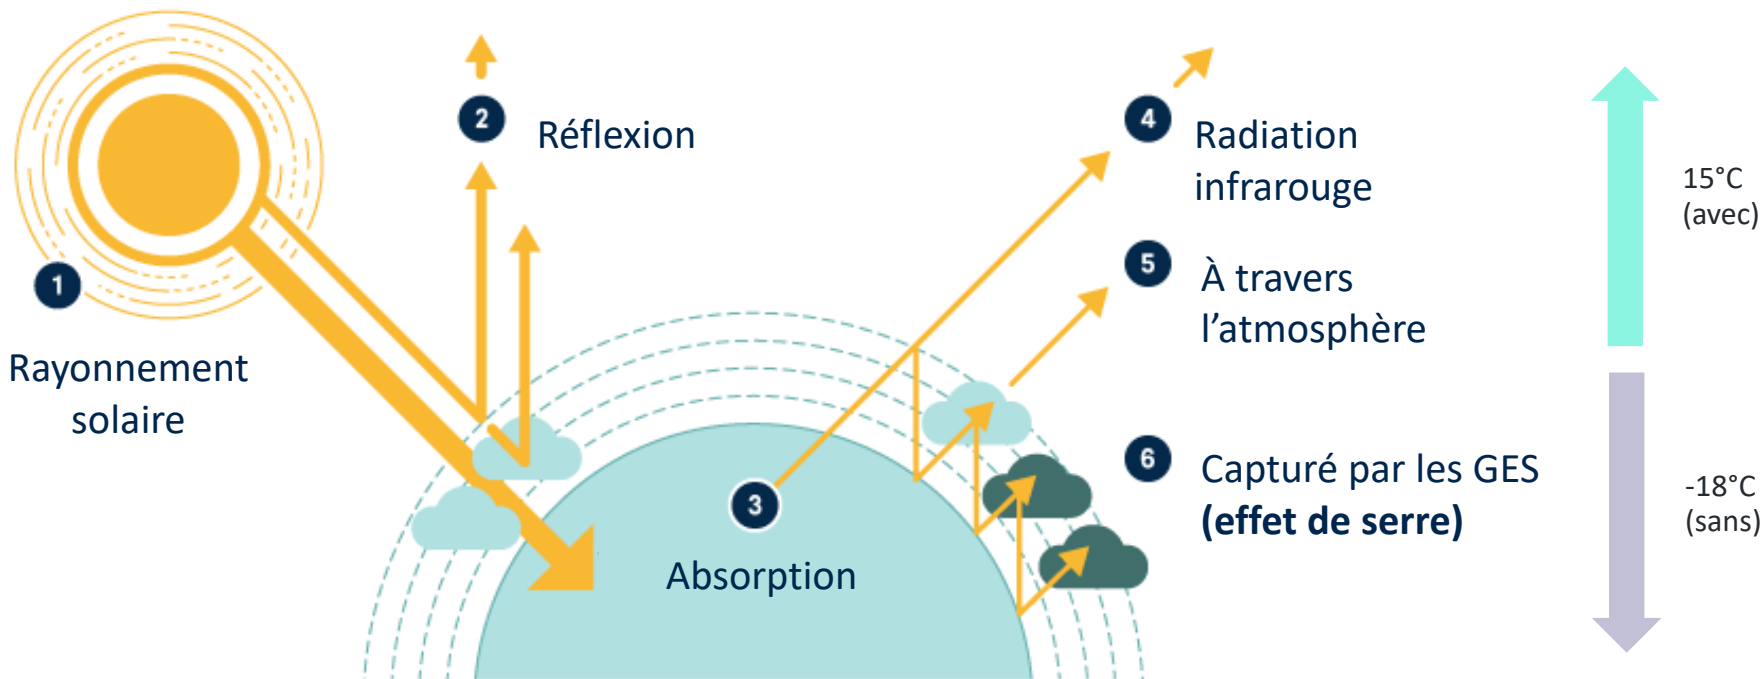 1
Rayonnement
solaire
2
Réflexion
3
Absorption
4
Radiation
infrarouge
5
À travers
l’atmosphère
6
Capturé par les GES
(effet de serre)
15°C
(avec)
-18°C
(sans)